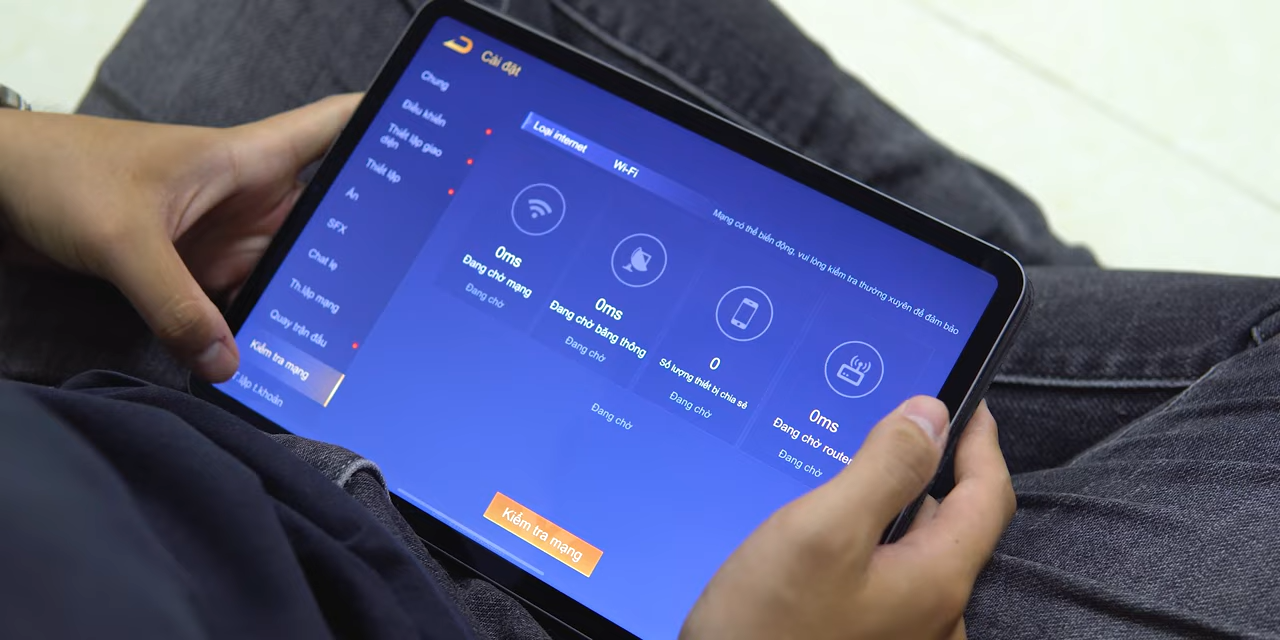 Cài đặt
Chung
Điều khiển
Thiết lập giao
diện
Thiết lập
Ấn
SFX
Chat lẹ
Th.lập mạng
Quay trận đấu
Kiểm tra mạng
T.lập t.khoản
Loại internet
Wi-Fi
Mạng có thể biến động, vui lòng kiểm tra thường xuyên để đảm bảo
0ms
Đang chờ mạng
Đang chờ
0ms
Đang chờ băng thông
Đang chờ
0
Số lượng thiết bị chia sẻ
Đang chờ
0ms
Đang chờ router
Đang chờ
Đang chờ
Kiểm tra mạng